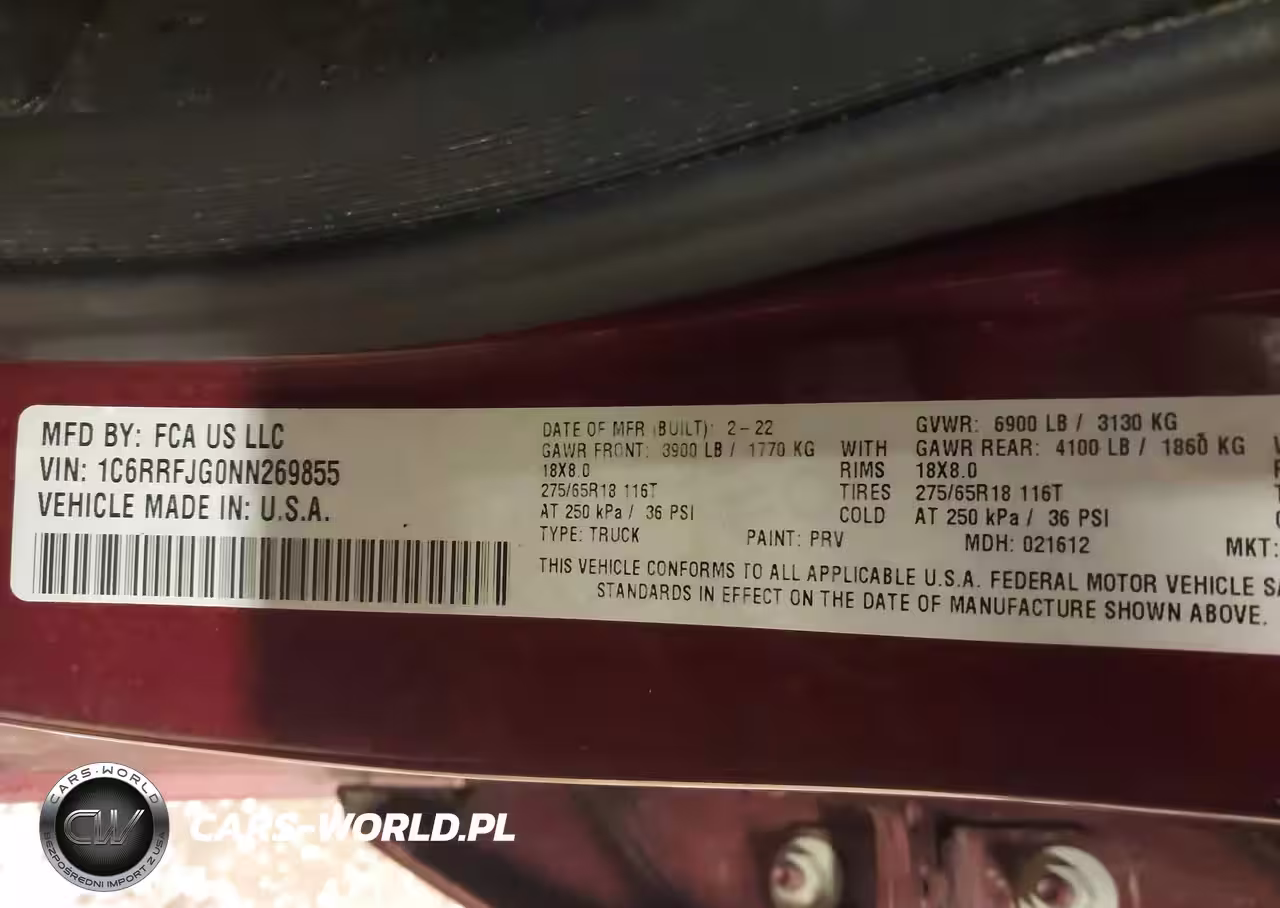 MFD BY: FCA US LLC
VIN: 1C6RRFJG0NN269855
VEHICLE MADE IN: U.S.A.
DATE OF MFR (BUILT): 2-22 GVWR: 6900 LB / 3130 KG
GAWR FRONT: 3900 LB / 1770 KG WITH GAWR REAR: 4100 LB / 1860 KG
18X8.0 RIMS 18X8.0
275/65R18 116T TIRES 275/65R18 116T
AT 250 kPa / 36 PSI COLD AT 250 kPa / 36 PSI
TYPE: TRUCK PAINT: PRV MDH: 021612 MKT:
THIS VEHICLE CONFORMS TO ALL APPLICABLE U.S.A. FEDERAL MOTOR VEHICLE SA
STANDARDS IN EFFECT ON THE DATE OF MANUFACTURE SHOWN ABOVE.
CARS-WORLD
CW
BEZPOŚREDNI IMPORT Z USA
CARS-WORLD.PL